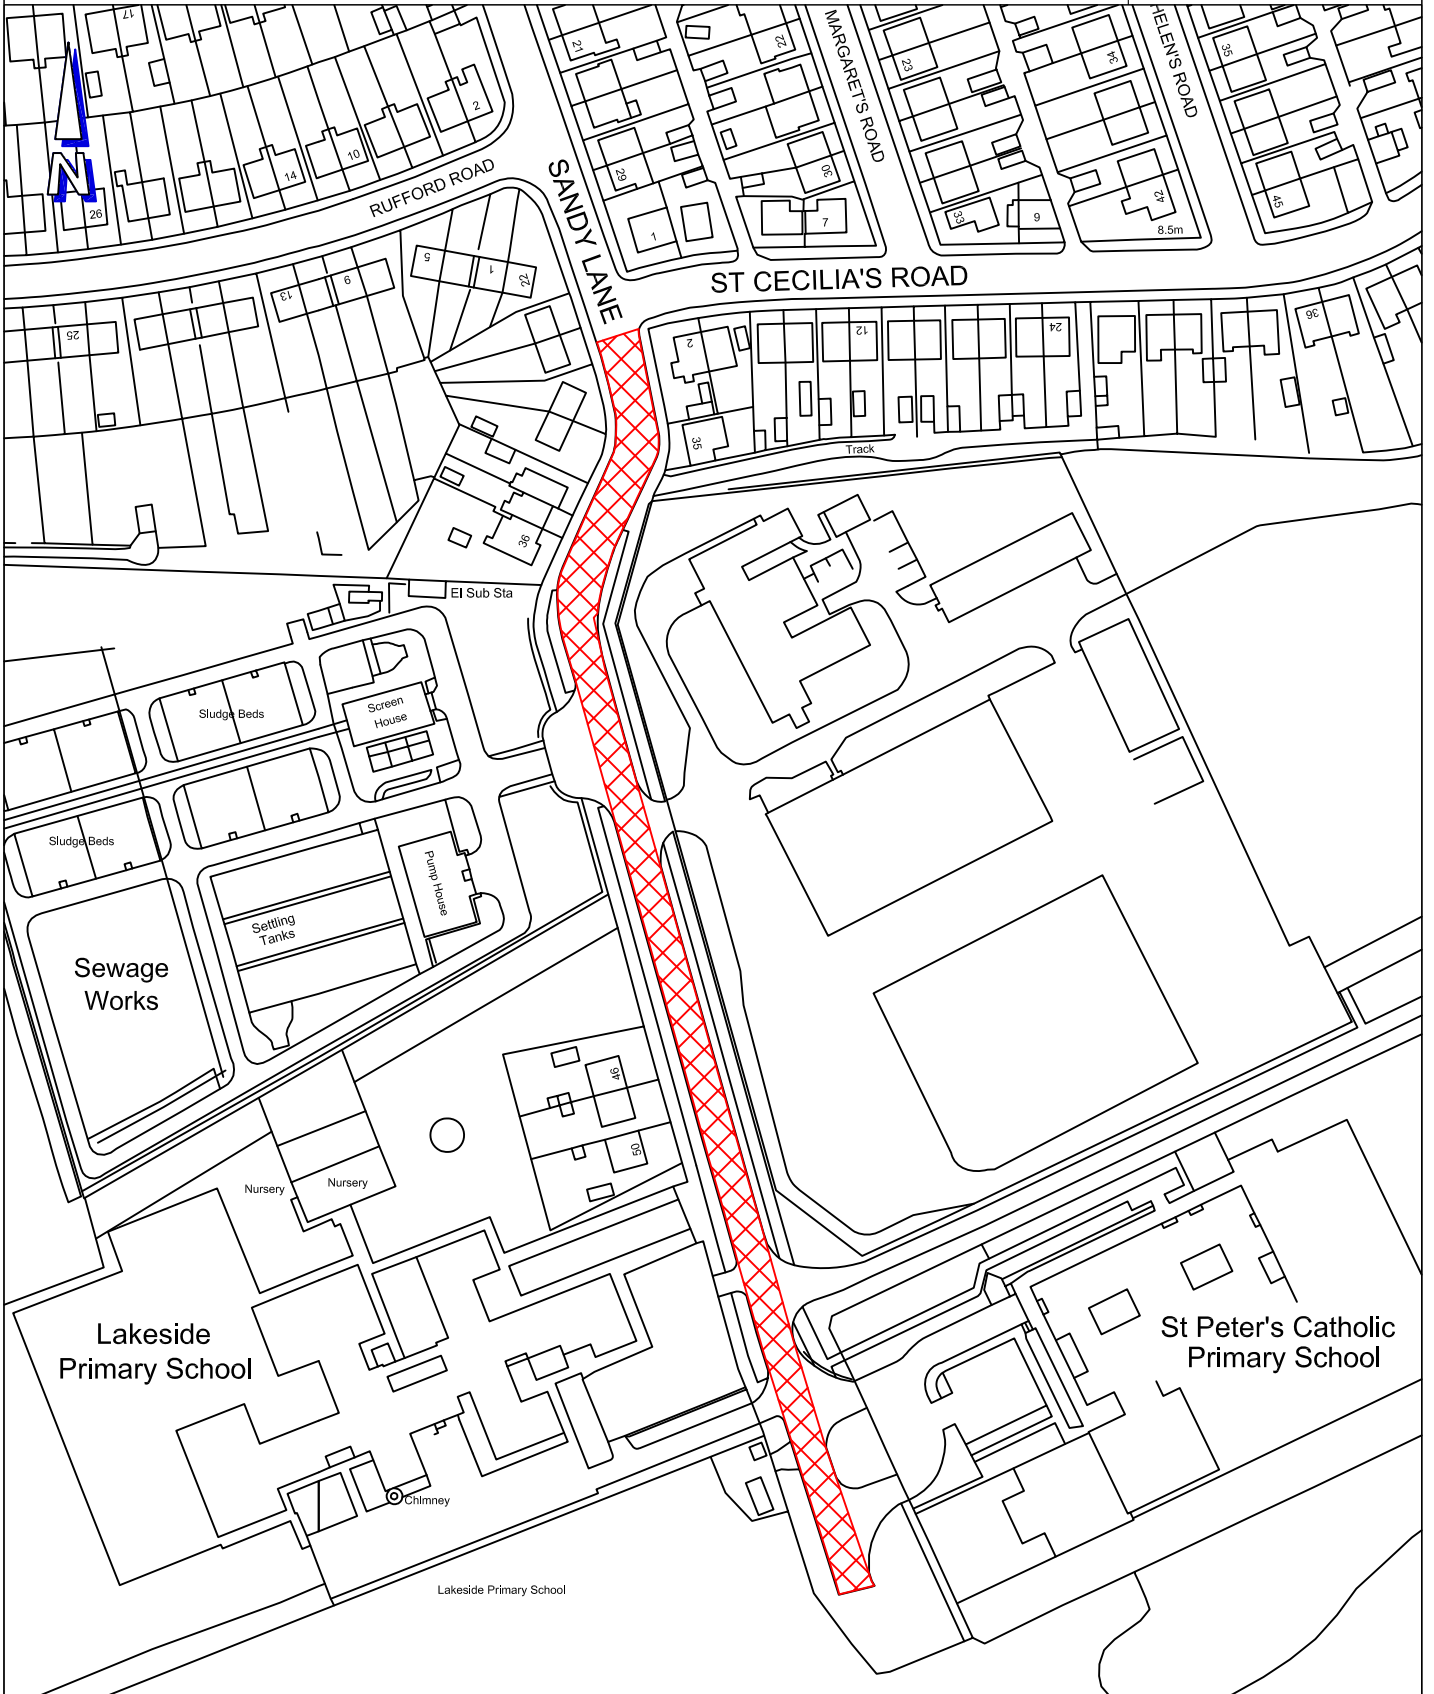 17
21
22
MARGARET'S ROAD
23
34
HELEN'S ROAD
35
2
10
14
26
N
RUFFORD ROAD
SANDY LANE
29
30
1
7
33
9
42
8.5m
45
5
1
22
ST CECILIA'S ROAD
13
9
25
2
12
24
36
35
Track
36
El Sub Sta
Sludge Beds
Screen
House
Sludge Beds
Pump House
Settling
Tanks
Sewage
Works
46
50
Nursery
Nursery
Lakeside
Primary School
St Peter's Catholic
Primary School
Chimney
Lakeside Primary School